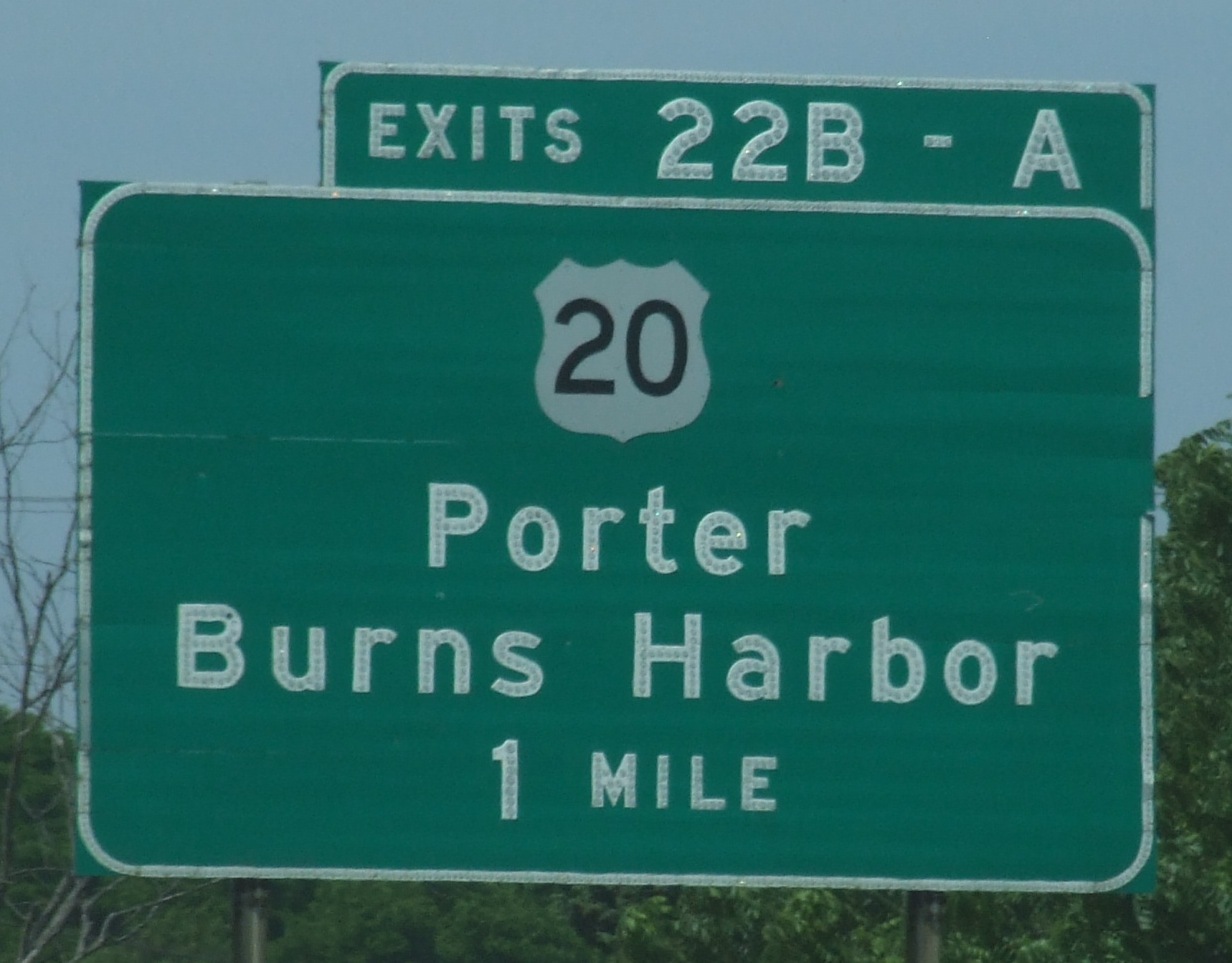 EXITS 22B - A
20
Porter
Burns Harbor
1 MILE